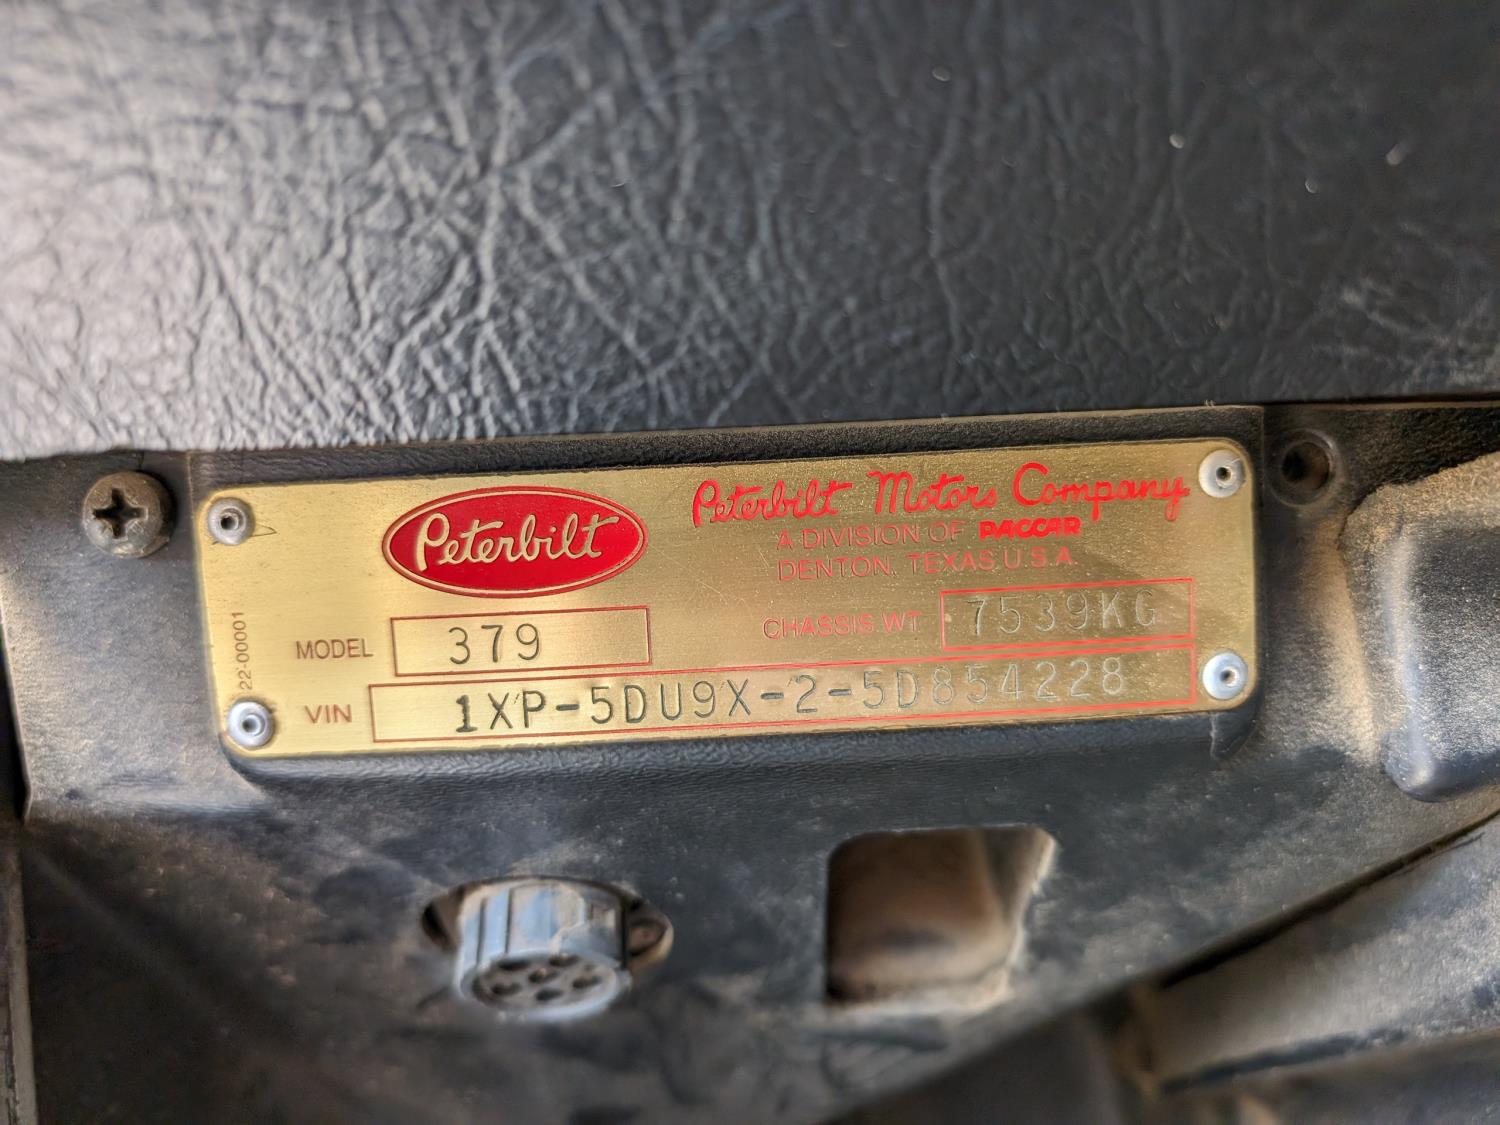 Peterbilt
Peterbilt Motors Company
A DIVISION OF PACCAR
DENTON, TEXAS U.S.A.
22-00001
MODEL 379
CHASSIS WT 7539KG
VIN 1XP-5DU9X-2-5D854228